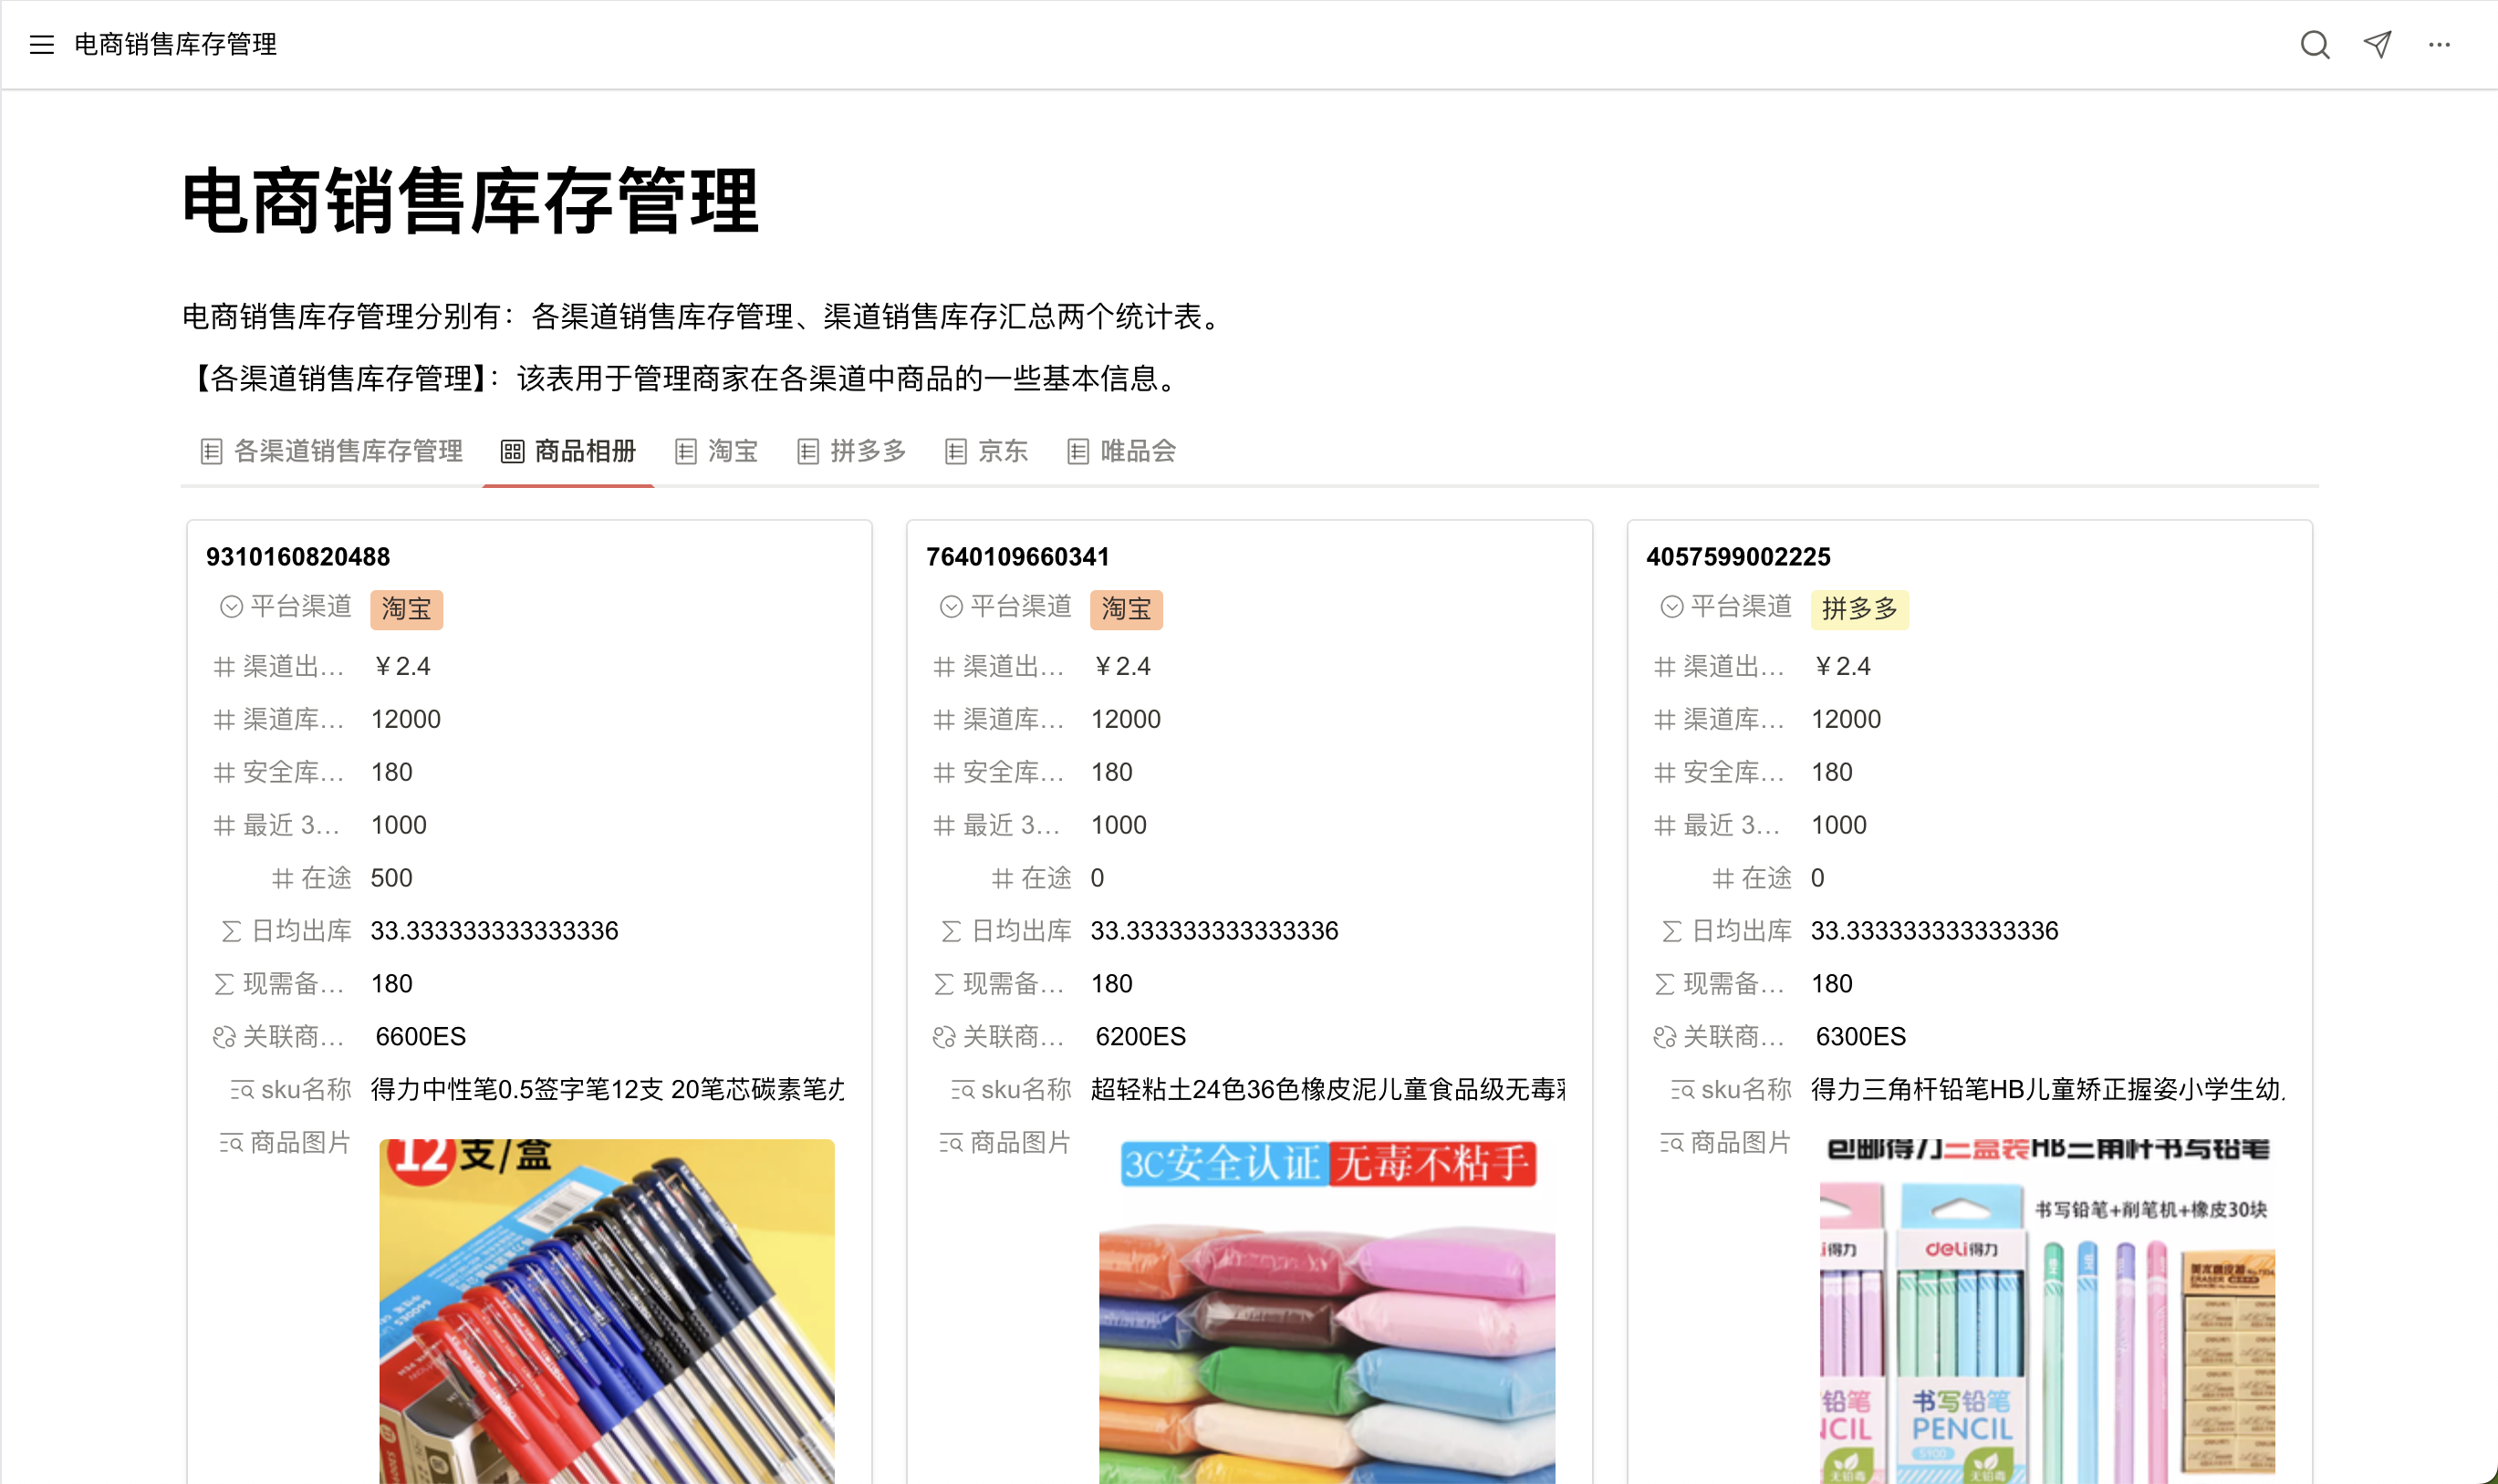 电商销售库存管理
电商销售库存管理
电商销售库存管理分别有：各渠道销售库存管理、渠道销售库存汇总两个统计表。
【各渠道销售库存管理】：该表用于管理商家在各渠道中商品的一些基本信息。
各渠道销售库存管理 商品相册 淘宝 拼多多 京东 唯品会
9310160820488
平台渠道 淘宝
渠道出... ￥2.4
渠道库... 12000
安全库... 180
最近 3... 1000
在途 500
日均出库 33.333333333333336
现需备... 180
关联商... 6600ES
sku名称 得力中性笔0.5签字笔12支 20笔芯碳素笔办
商品图片
12支/盒
7640109660341
平台渠道 淘宝
渠道出... ￥2.4
渠道库... 12000
安全库... 180
最近 3... 1000
在途 0
日均出库 33.333333333333336
现需备... 180
关联商... 6200ES
sku名称 超轻粘土24色36色橡皮泥儿童食品级无毒彩
商品图片
3C安全认证 无毒不粘手
4057599002225
平台渠道 拼多多
渠道出... ￥2.4
渠道库... 12000
安全库... 180
最近 3... 1000
在途 0
日均出库 33.333333333333336
现需备... 180
关联商... 6300ES
sku名称 得力三角杆铅笔HB儿童矫正握姿小学生幼
商品图片
包邮得力三盒装HB三角杆书写铅笔
书写铅笔+削笔机+橡皮30块
得力
deli得力
铅笔
NCIL
无铅毒
书写铅笔
PENCIL
无铅毒